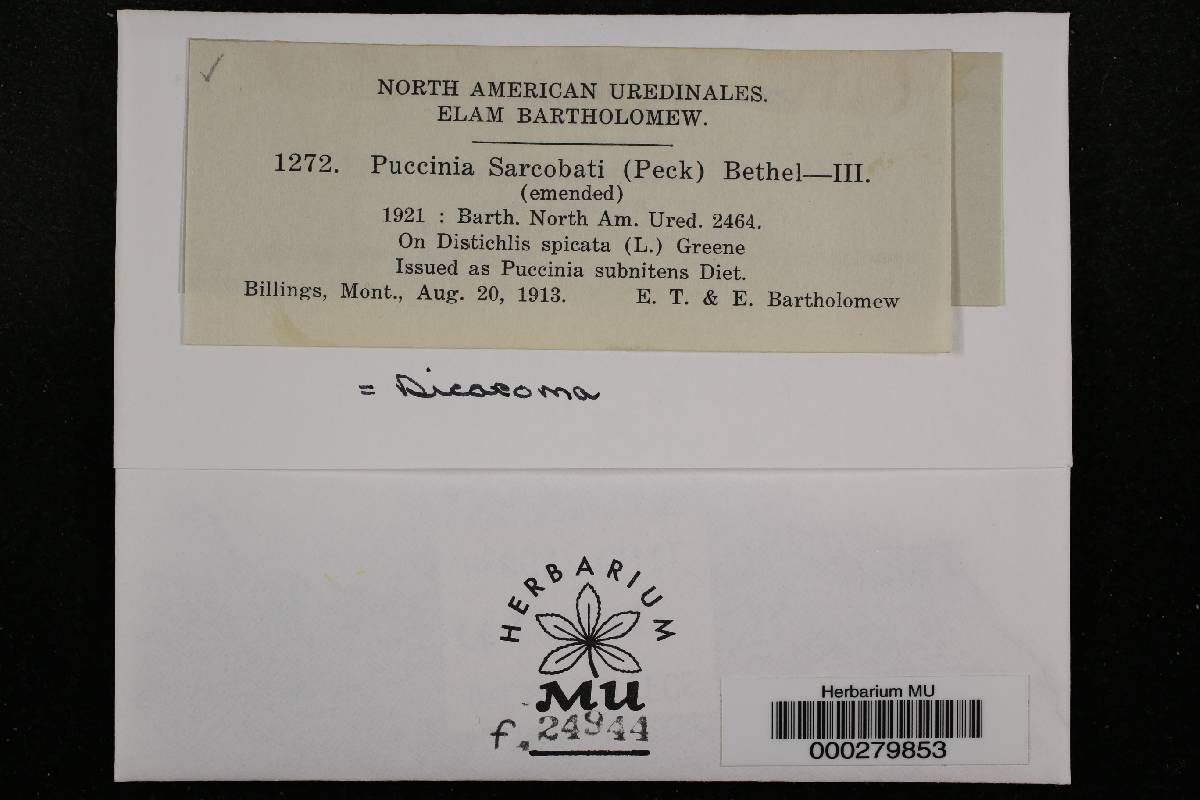 NORTH AMERICAN UREDINALES.
ELAM BARTHOLOMEW.
1272. Puccinia Sarcobati (Peck) Bethel—III.
(emended)
1921 : Barth. North Am. Ured. 2464.
On Distichlis spicata (L.) Greene
Issued as Puccinia subnitens Diet.
Billings, Mont., Aug. 20, 1913. E. T. & E. Bartholomew
= Dicaeoma
HERBARIUM
MU
f. 24944
Herbarium MU
000279853